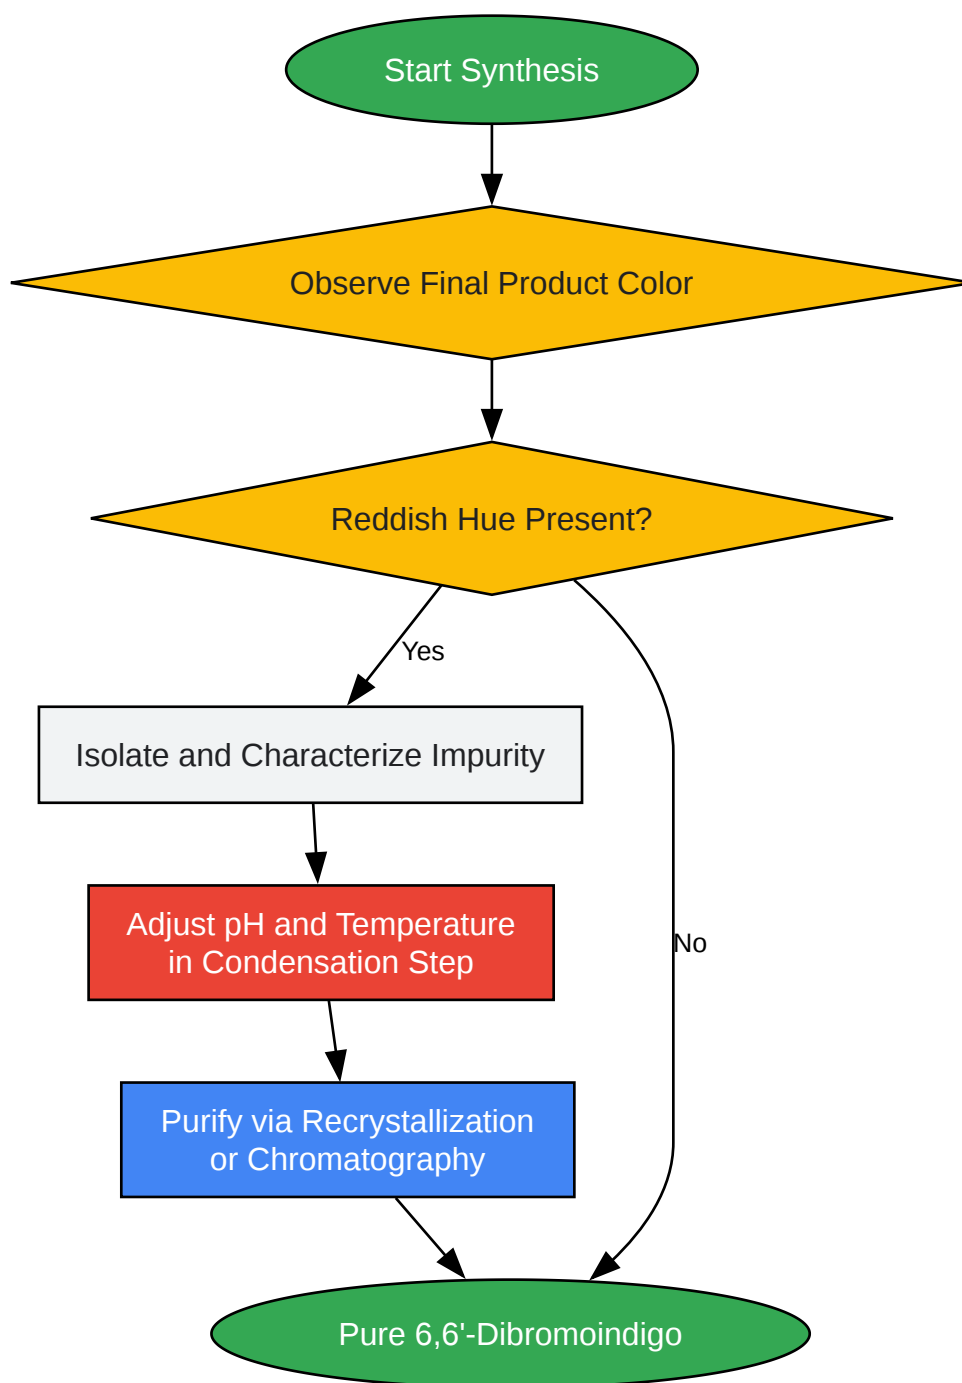 Start Synthesis
Observe Final Product Color
Reddish Hue Present?
Yes
Isolate and Characterize Impurity
Adjust pH and Temperature
in Condensation Step
No
Purify via Recrystallization
or Chromatography
Pure 6,6'-Dibromoindigo